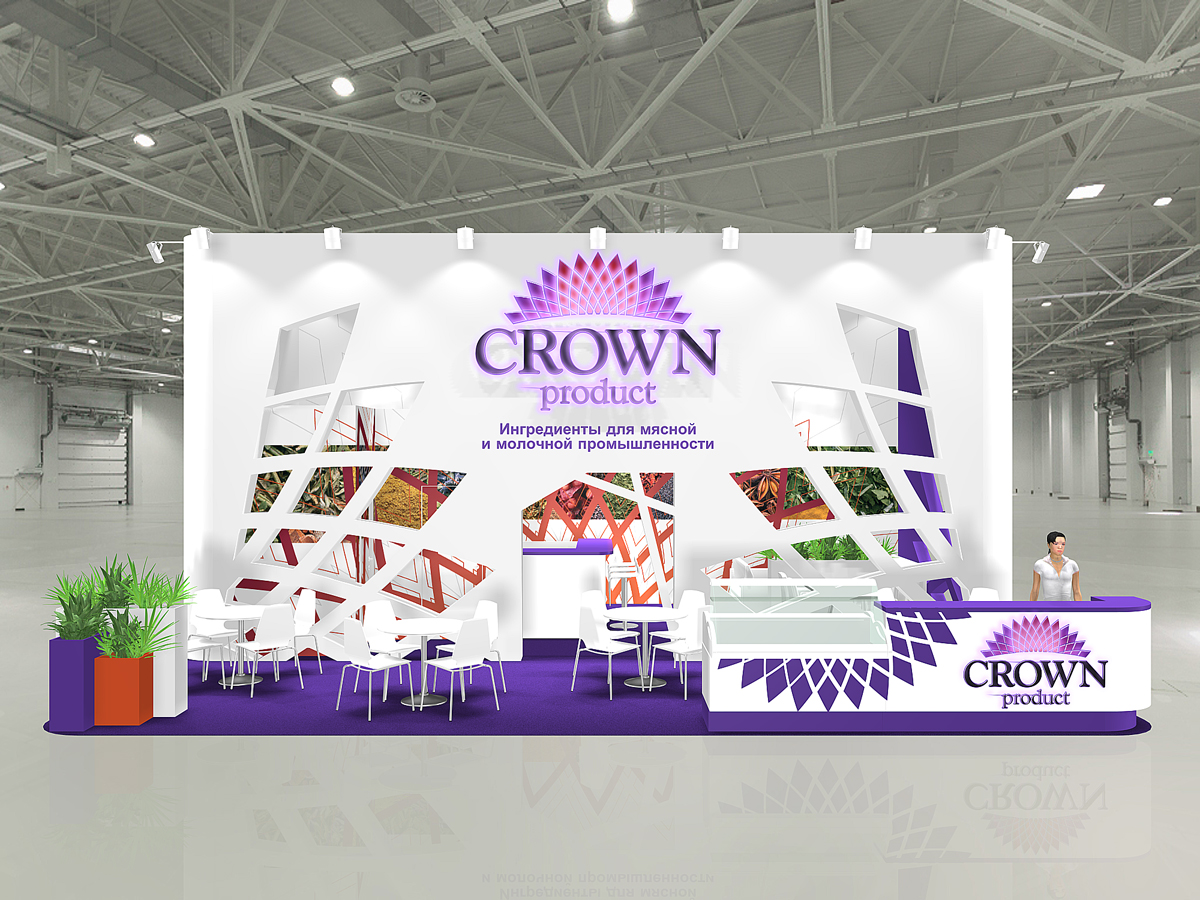 CROWN
product
Ингредиенты для мясной
и молочной промышленности
CROWN
product